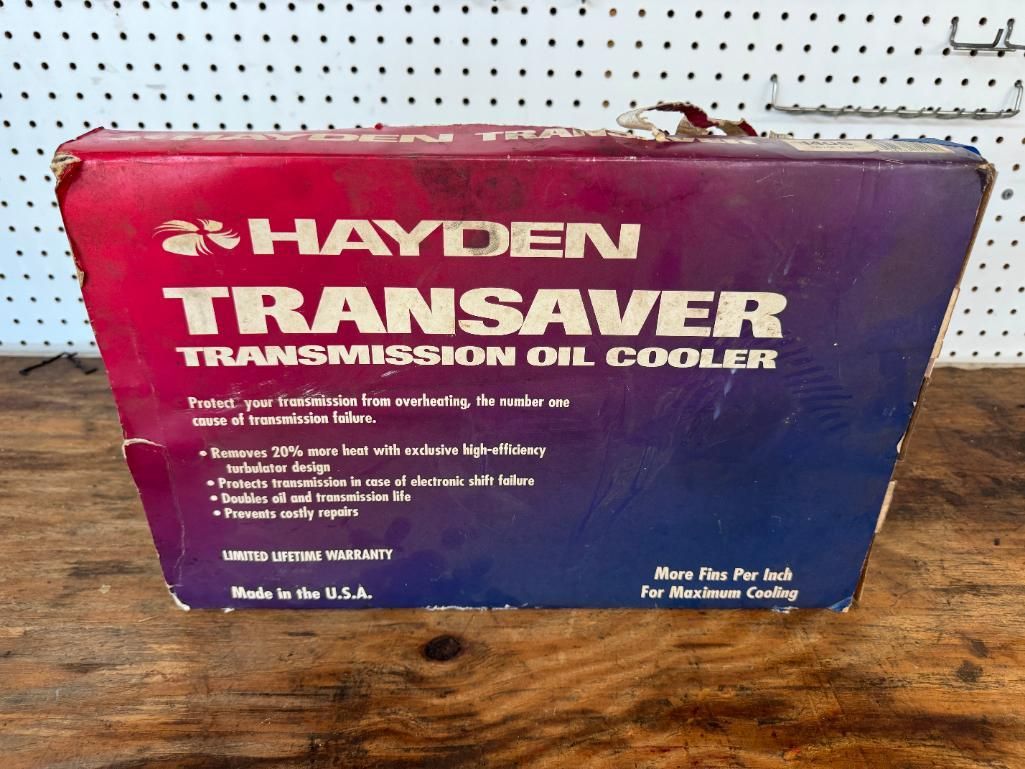 HAYDEN TRANSAVER
HAYDEN
TRANSAVER
TRANSMISSION OIL COOLER
Protect your transmission from overheating, the number one
cause of transmission failure.
• Removes 20% more heat with exclusive high-efficiency
turbulator design
• Protects transmission in case of electronic shift failure
• Doubles oil and transmission life
• Prevents costly repairs
LIMITED LIFETIME WARRANTY
Made in the U.S.A.
More Fins Per Inch
For Maximum Cooling